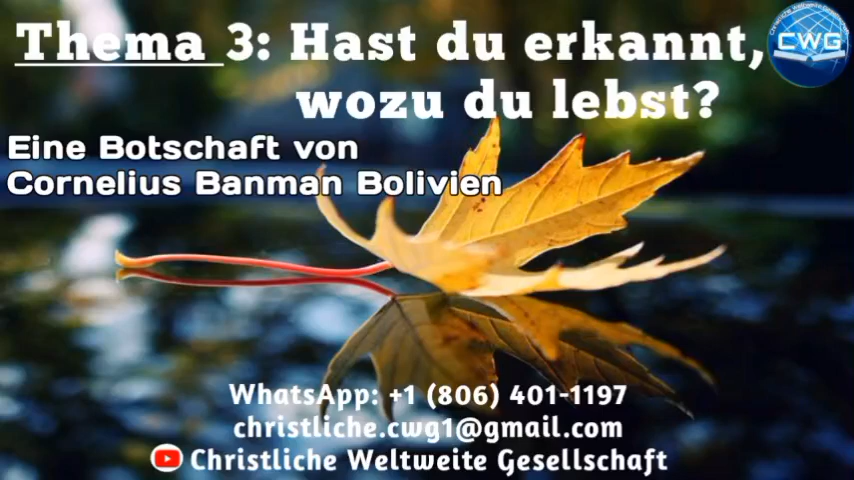 Thema 3: Hast du erkannt,
wozu du lebst?
CWG
Eine Botschaft von
Cornelius Banman Bolivien
WhatsApp: +1 (806) 401-1197
christliche.cwg1@gmail.com
Christliche Weltweite Gesellschaft